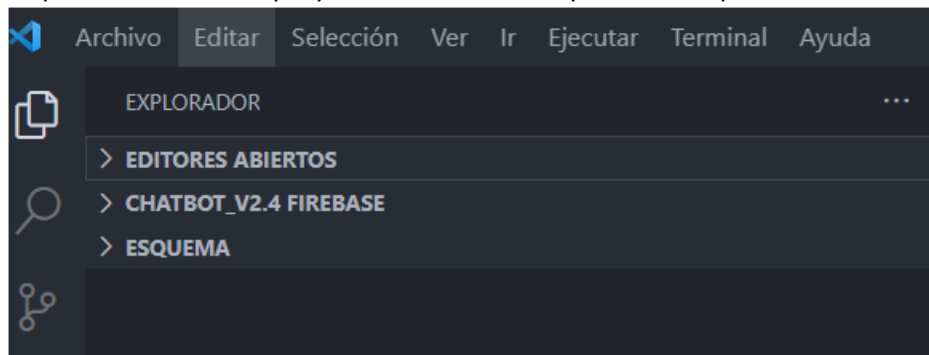 Archivo Editar Selección Ver Ir Ejecutar Terminal Ayuda
EXPLORADOR ...
> EDITORES ABIERTOS
> CHATBOT_V2.4 FIREBASE
> ESQUEMA